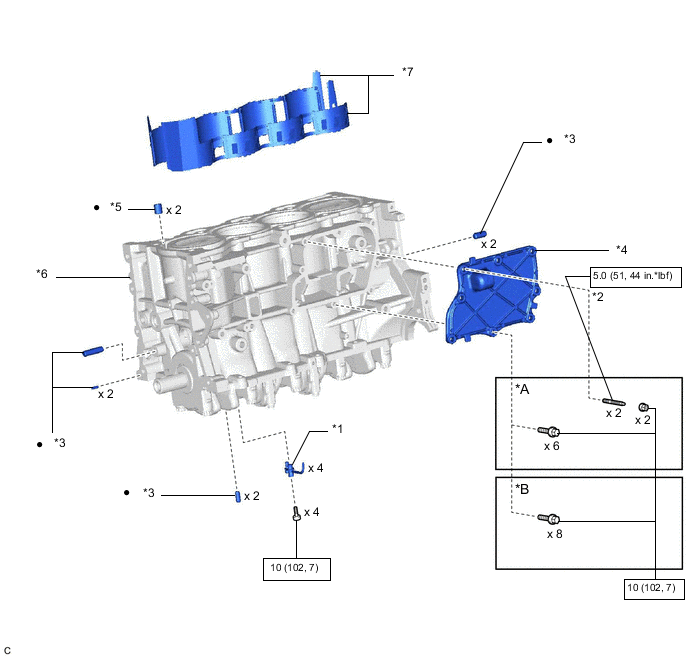 *7
● *3
● *5
x 2
x 2
*4
*6
5.0 (51, 44 in.*lbf)
*2
*A
x 2
x 2
x 2
● *3
*1
x 6
x 4
● *3
x 2
*B
x 4
x 8
10 (102, 7)
10 (102, 7)
C